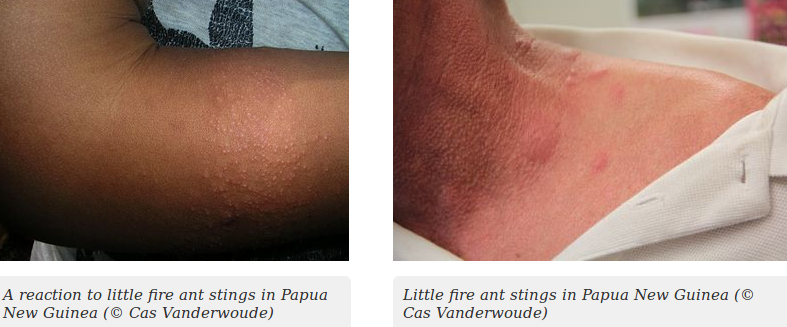 A reaction to little fire ant stings in Papua
New Guinea (© Cas Vanderwoude)
Little fire ant stings in Papua New Guinea (©
Cas Vanderwoude)